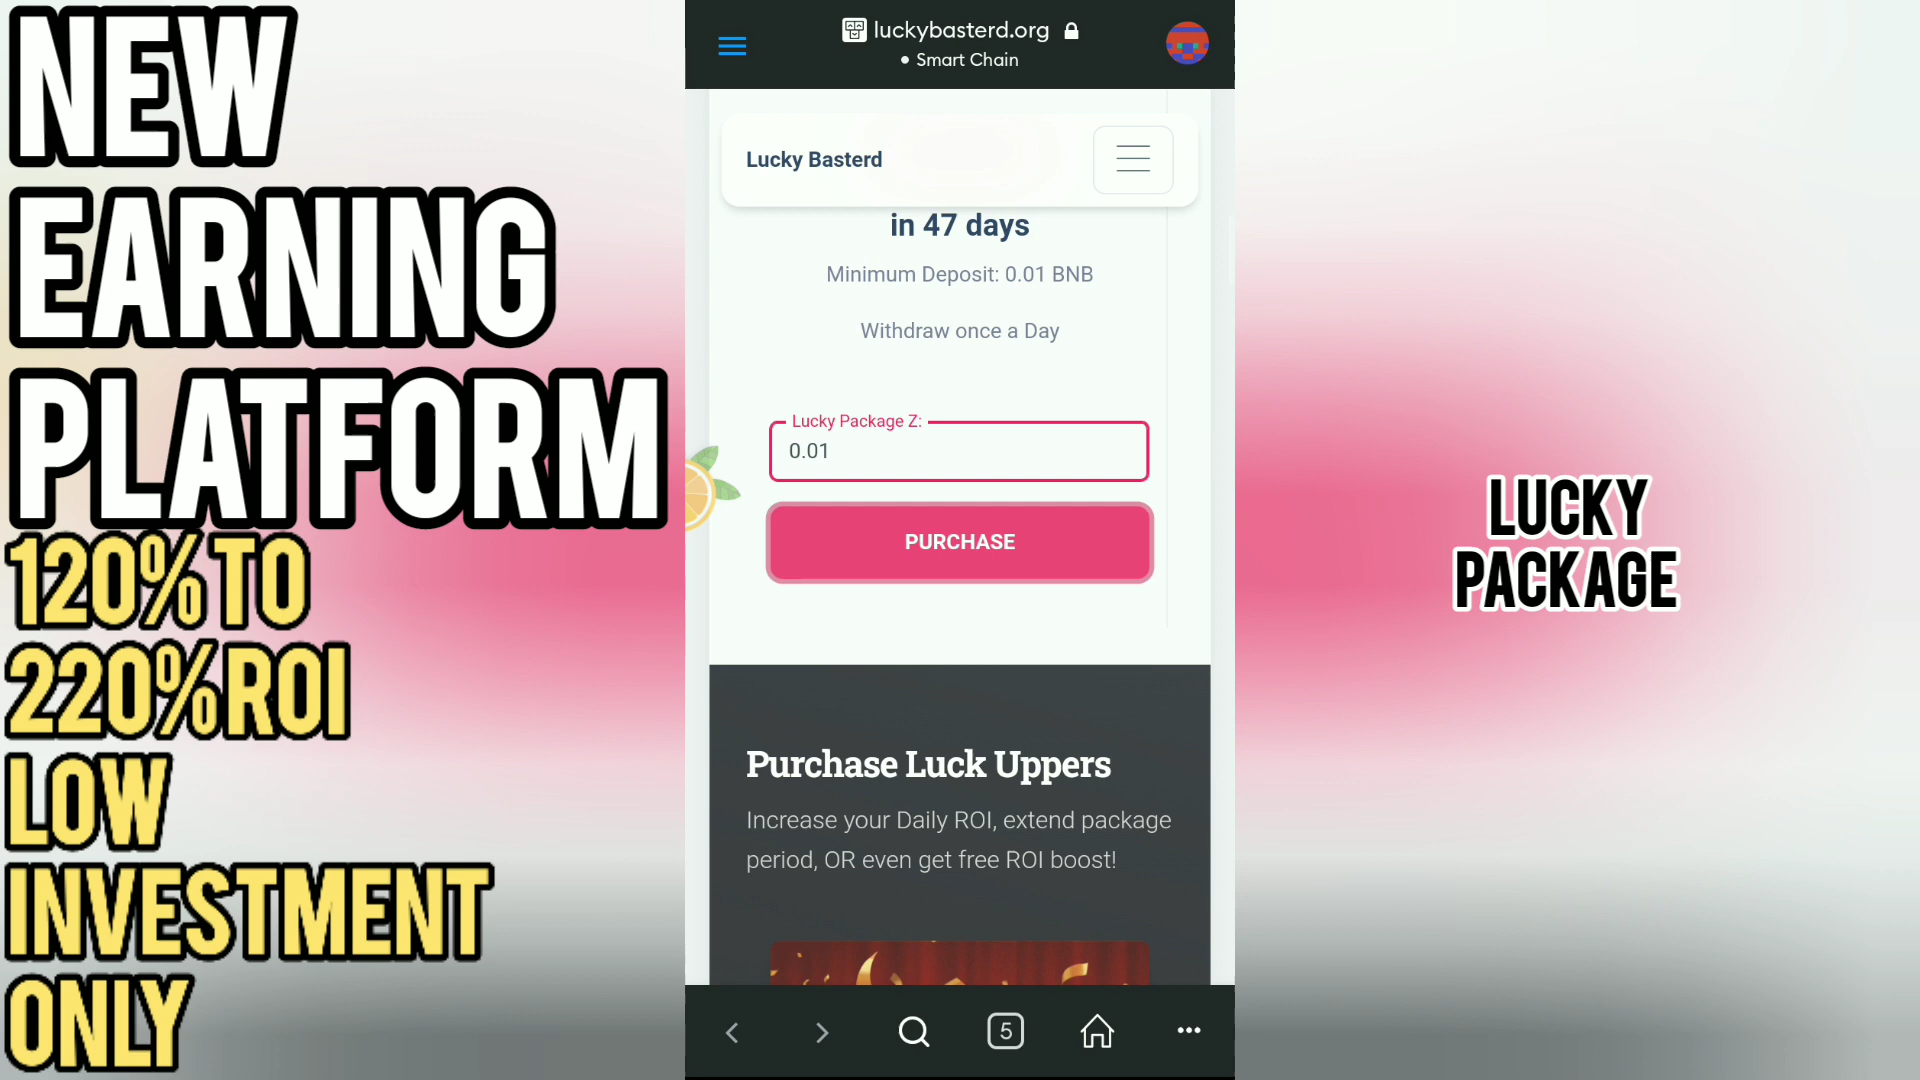 NEW
EARNING
PLATFORM
120% TO
220% ROI
LOW
INVESTMENT
ONLY
luckybasterd.org
• Smart Chain
Lucky Basterd
in 47 days
Minimum Deposit: 0.01 BNB
Withdraw once a Day
Lucky Package Z:
0.01
PURCHASE
Purchase Luck Uppers
Increase your Daily ROI, extend package
period, OR even get free ROI boost!
5
LUCKY
PACKAGE